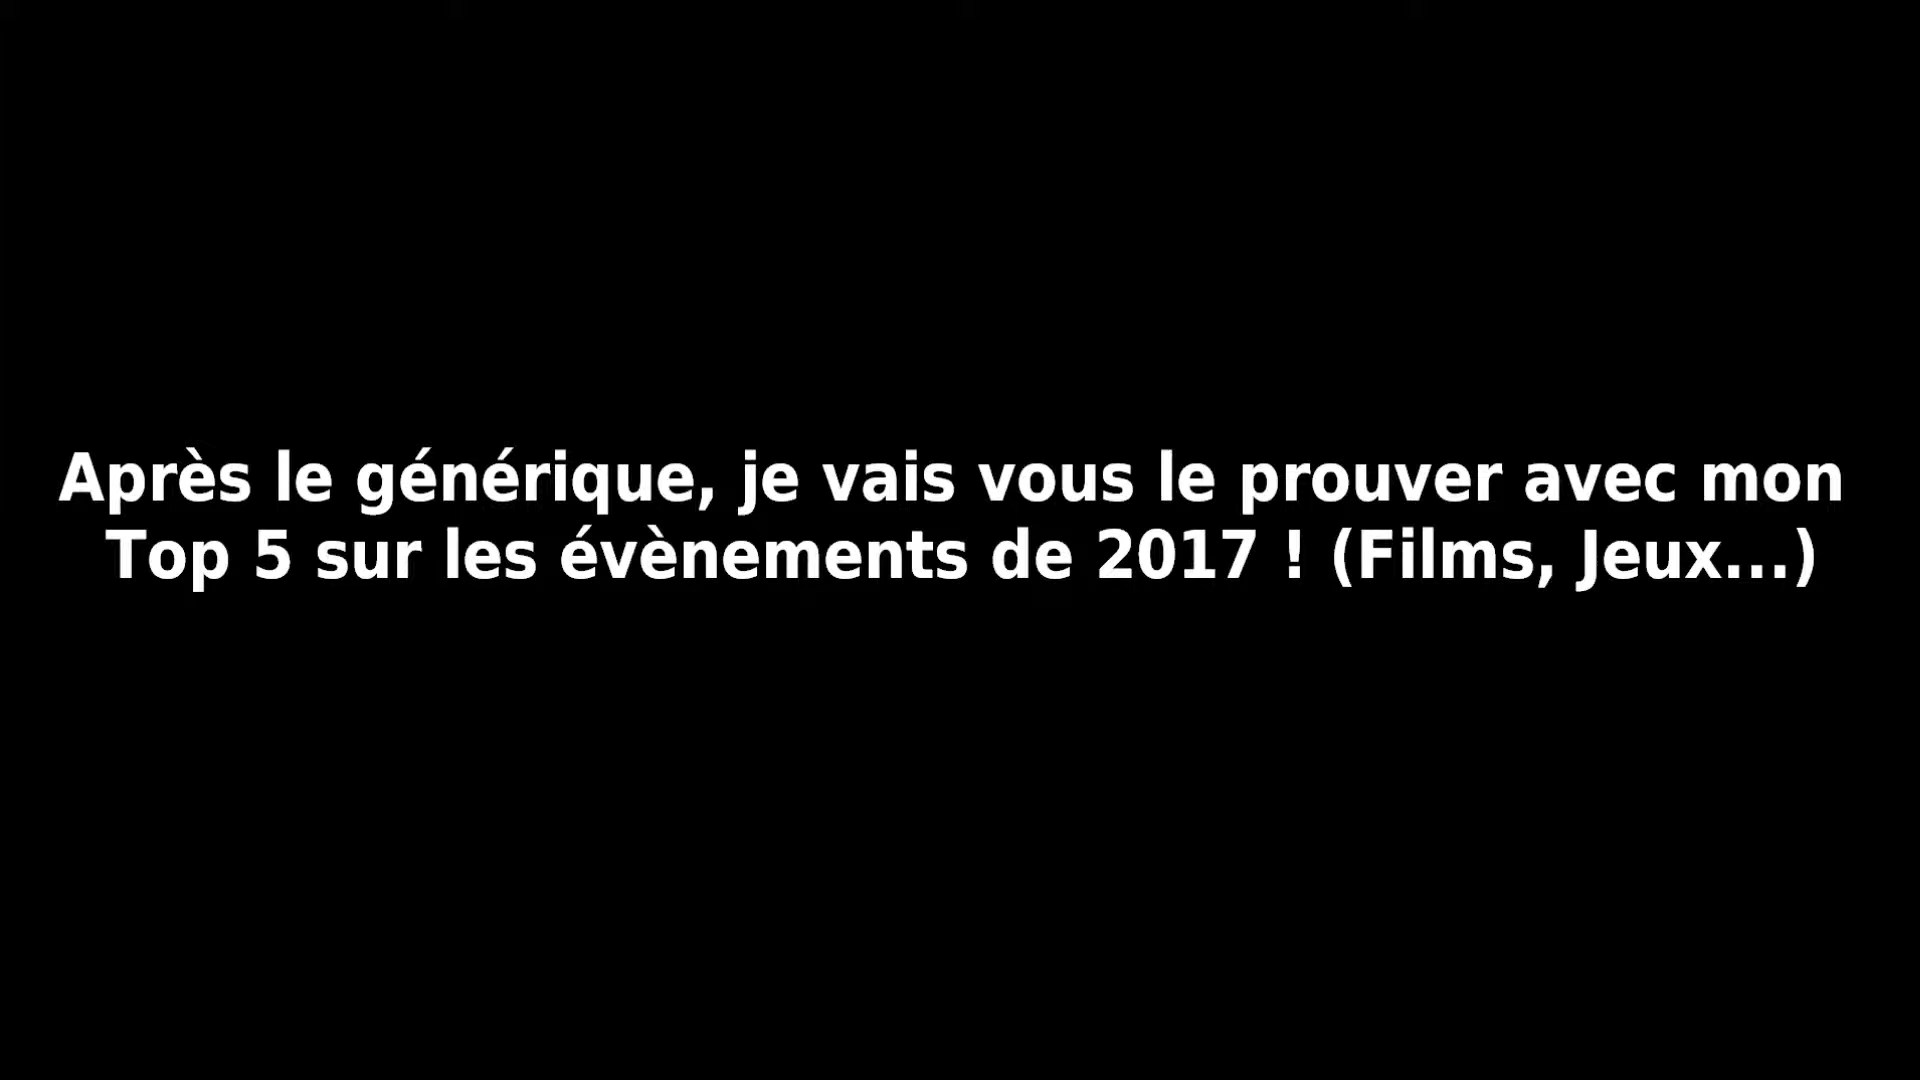 Après le générique, je vais vous le prouver avec mon
Top 5 sur les évènements de 2017 ! (Films, Jeux...)